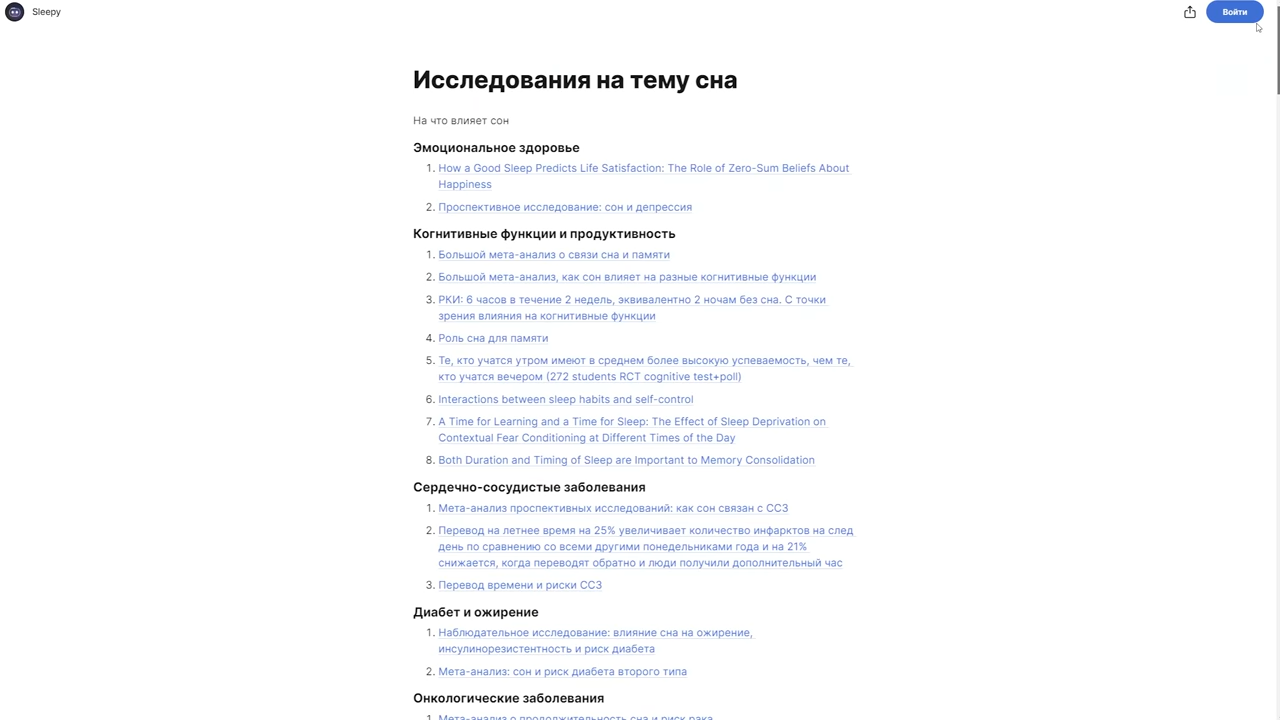 Sleepy
Войти
Исследования на тему сна
На что влияет сон
Эмоциональное здоровье
1. How a Good Sleep Predicts Life Satisfaction: The Role of Zero-Sum Beliefs About
Happiness
2. Проспективное исследование: сон и депрессия
Когнитивные функции и продуктивность
1. Большой мета-анализ о связи сна и памяти
2. Большой мета-анализ, как сон влияет на разные когнитивные функции
3. РКИ: 6 часов в течение 2 недель, эквивалентно 2 ночам без сна. С точки
зрения влияния на когнитивные функции
4. Роль сна для памяти
5. Те, кто учатся утром имеют в среднем более высокую успеваемость, чем те,
кто учатся вечером (272 students RCT cognitive test+poll)
6. Interactions between sleep habits and self-control
7. A Time for Learning and a Time for Sleep: The Effect of Sleep Deprivation on
Contextual Fear Conditioning at Different Times of the Day
8. Both Duration and Timing of Sleep are Important to Memory Consolidation
Сердечно-сосудистые заболевания
1. Мета-анализ проспективных исследований: как сон связан с ССЗ
2. Перевод на летнее время на 25% увеличивает количество инфарктов на след
день по сравнению со всеми другими понедельниками года и на 21%
снижается, когда переводят обратно и люди получили дополнительный час
3. Перевод времени и риски ССЗ
Диабет и ожирение
1. Наблюдательное исследование: влияние сна на ожирение,
инсулинорезистентность и риск диабета
2. Мета-анализ: сон и риск диабета второго типа
Онкологические заболевания
1. Мета-анализ о продолжительность сна и риск рака